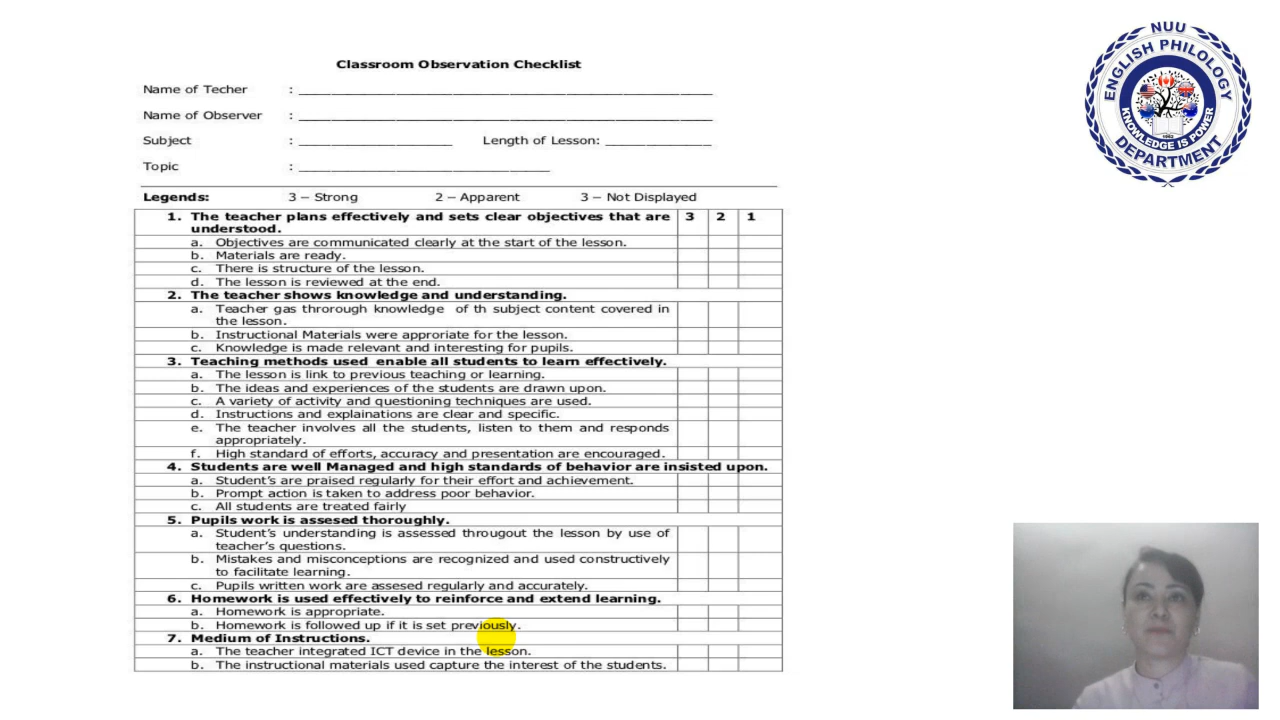 Classroom Observation Checklist
Name of Techer : ______________________
Name of Observer : ______________________
Subject : ____________ Length of Lesson: ____________
Topic : ____________________
Legends: 3 – Strong 2 – Apparent 3 – Not Displayed
1. The teacher plans effectively and sets clear objectives that are 3 2 1
understood.
a. Objectives are communicated clearly at the start of the lesson.
b. Materials are ready.
c. There is structure of the lesson.
d. The lesson is reviewed at the end.
2. The teacher shows knowledge and understanding.
a. Teacher gas throrough knowledge of th subject content covered in
the lesson.
b. Instructional Materials were approriate for the lesson.
c. Knowledge is made relevant and interesting for pupils.
3. Teaching methods used enable all students to learn effectively.
a. The lesson is link to previous teaching or learning.
b. The ideas and experiences of the students are drawn upon.
c. A variety of activity and questioning techniques are used.
d. Instructions and explainations are clear and specific.
e. The teacher involves all the students, listen to them and responds
appropriately.
f. High standard of efforts, accuracy and presentation are encouraged.
4. Students are well Managed and high standards of behavior are insisted upon.
a. Student's are praised regularly for their effort and achievement.
b. Prompt action is taken to address poor behavior.
c. All students are treated fairly
5. Pupils work is assesed thoroughly.
a. Student's understanding is assessed througout the lesson by use of
teacher's questions.
b. Mistakes and misconceptions are recognized and used constructively
to facilitate learning.
c. Pupils written work are assesed regularly and accurately.
6. Homework is used effectively to reinforce and extend learning.
a. Homework is appropriate.
b. Homework is followed up if it is set previously.
7. Medium of Instructions.
a. The teacher integrated ICT device in the lesson.
b. The instructional materials used capture the interest of the students.
NUU
ENGLISH PHILOLOGY
KNOWLEDGE IS POWER
DEPARTMENT